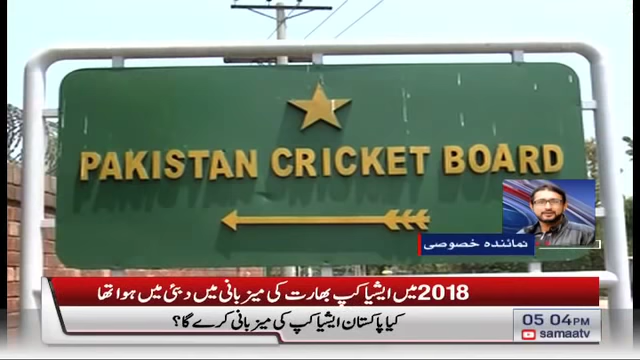 PAKISTAN CRICKET BOARD
نمائندہ خصوصی
2018 میں ایشیا کپ بھارت کی میزبانی میں دبئی میں ہوا تھا
کیا پاکستان ایشیا کپ کی میزبانی کرے گا؟
05 04 PM
samaatv